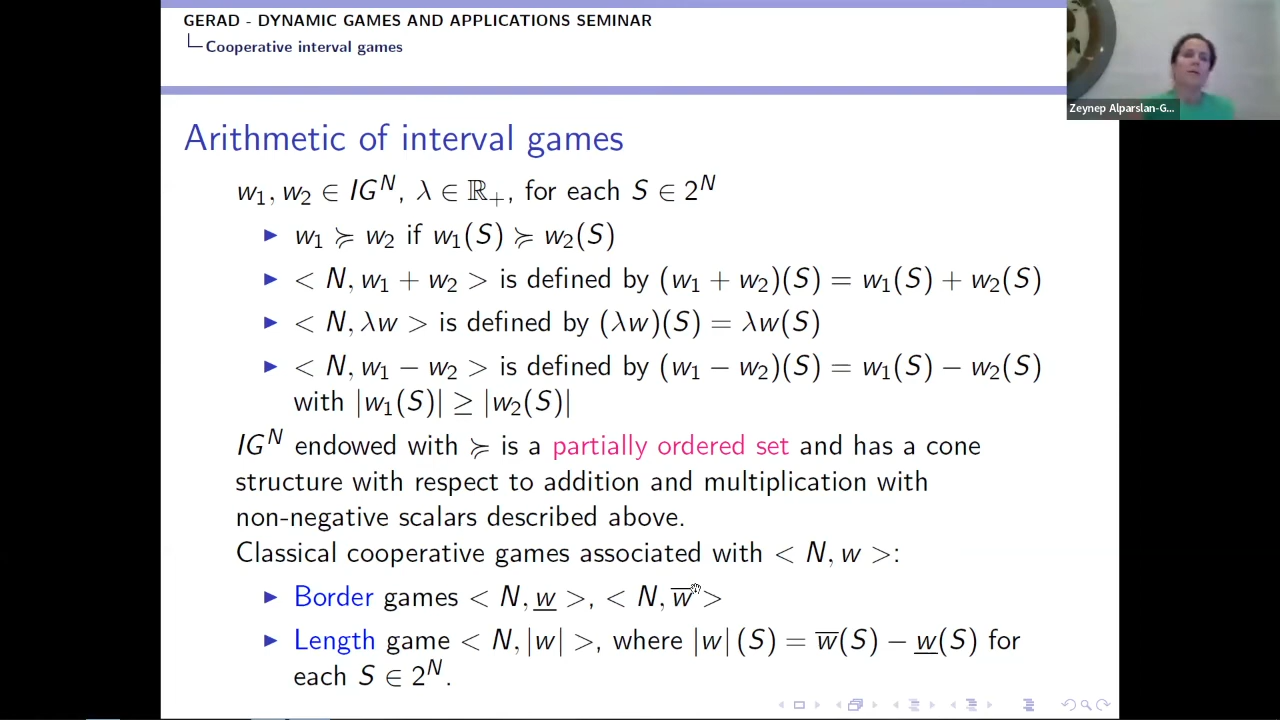 GERAD - DYNAMIC GAMES AND APPLICATIONS SEMINAR
Cooperative interval games
Zeynep Alparslan-G...
Arithmetic of interval games
w₁, w₂ ∈ IGᴺ, λ ∈ ℝ₊, for each S ∈ 2ᴺ
▶ w₁ ≽ w₂ if w₁(S) ≽ w₂(S)
▶ < N, w₁ + w₂ > is defined by (w₁ + w₂)(S) = w₁(S) + w₂(S)
▶ < N, λw > is defined by (λw)(S) = λw(S)
▶ < N, w₁ − w₂ > is defined by (w₁ − w₂)(S) = w₁(S) − w₂(S)
with |w₁(S)| ≥ |w₂(S)|
IGᴺ endowed with ≽ is a partially ordered set and has a cone
structure with respect to addition and multiplication with
non-negative scalars described above.
Classical cooperative games associated with < N, w >:
▶ Border games < N, w̲ >, < N, w̅ >
▶ Length game < N, |w| >, where |w| (S) = w̅(S) − w̲(S) for
each S ∈ 2ᴺ.